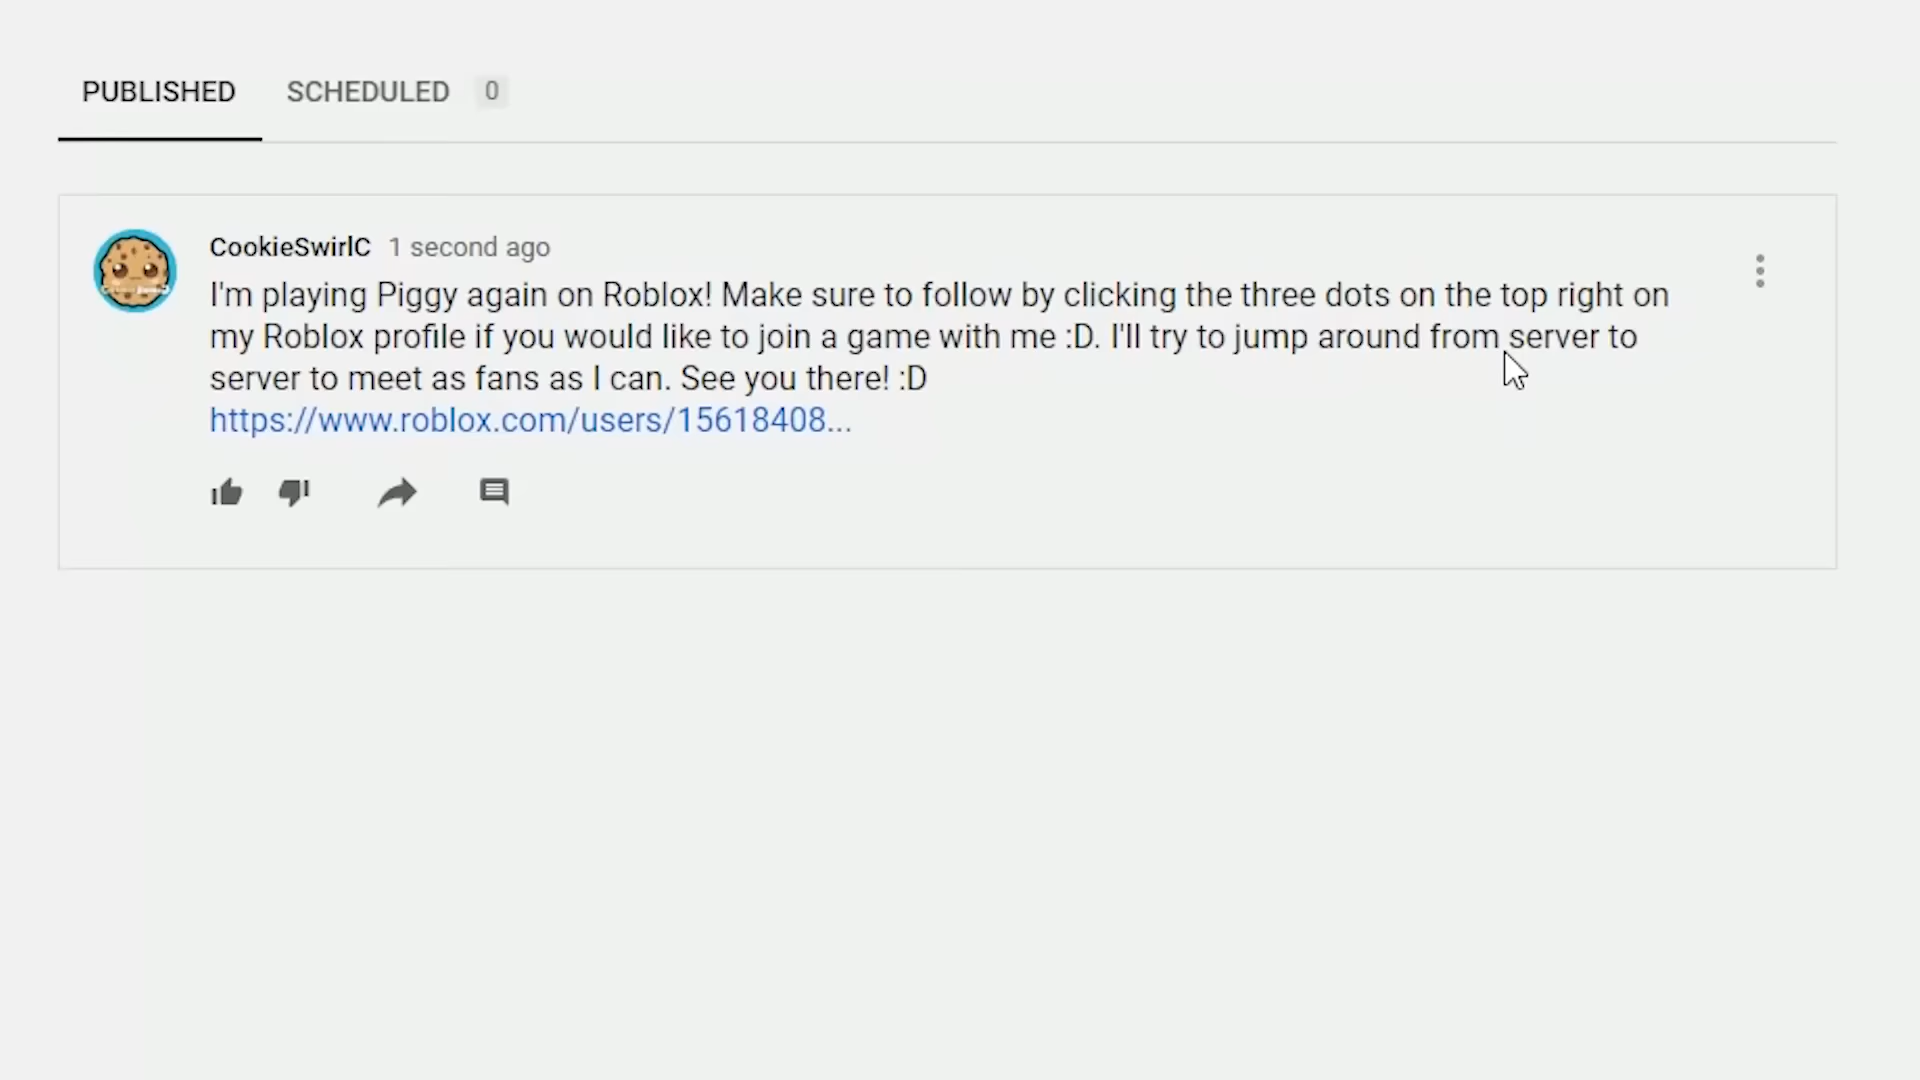 PUBLISHED SCHEDULED 0
CookieSwirlC 1 second ago
I'm playing Piggy again on Roblox! Make sure to follow by clicking the three dots on the top right on
my Roblox profile if you would like to join a game with me :D. I'll try to jump around from server to
server to meet as fans as I can. See you there! :D
https://www.roblox.com/users/15618408...